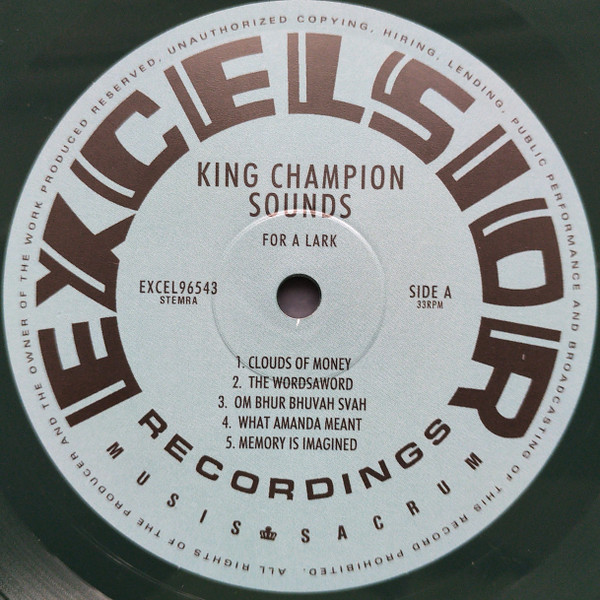 ALL RIGHTS OF THE PRODUCER AND THE OWNER OF THE WORK PRODUCED RESERVED. UNAUTHORIZED COPYING, HIRING, LENDING, PUBLIC PERFORMANCE AND BROADCASTING OF THIS RECORD PROHIBITED.
EXCELSIOR
KING CHAMPION
SOUNDS
FOR A LARK
EXCEL96543
STEMRA
SIDE A
33RPM
1. CLOUDS OF MONEY
2. THE WORDSAWORD
3. OM BHUR BHUVAH SVAH
4. WHAT AMANDA MEANT
5. MEMORY IS IMAGINED
RECORDINGS
MUSIS SACRUM